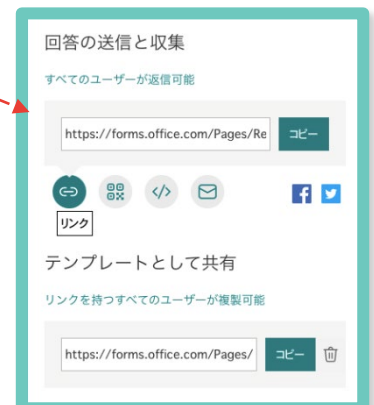 回答の送信と収集
すべてのユーザーが返信可能
https://forms.office.com/Pages/Re
コピー
リンク
テンプレートとして共有
リンクを持つすべてのユーザーが複製可能
https://forms.office.com/Pages/
コピー